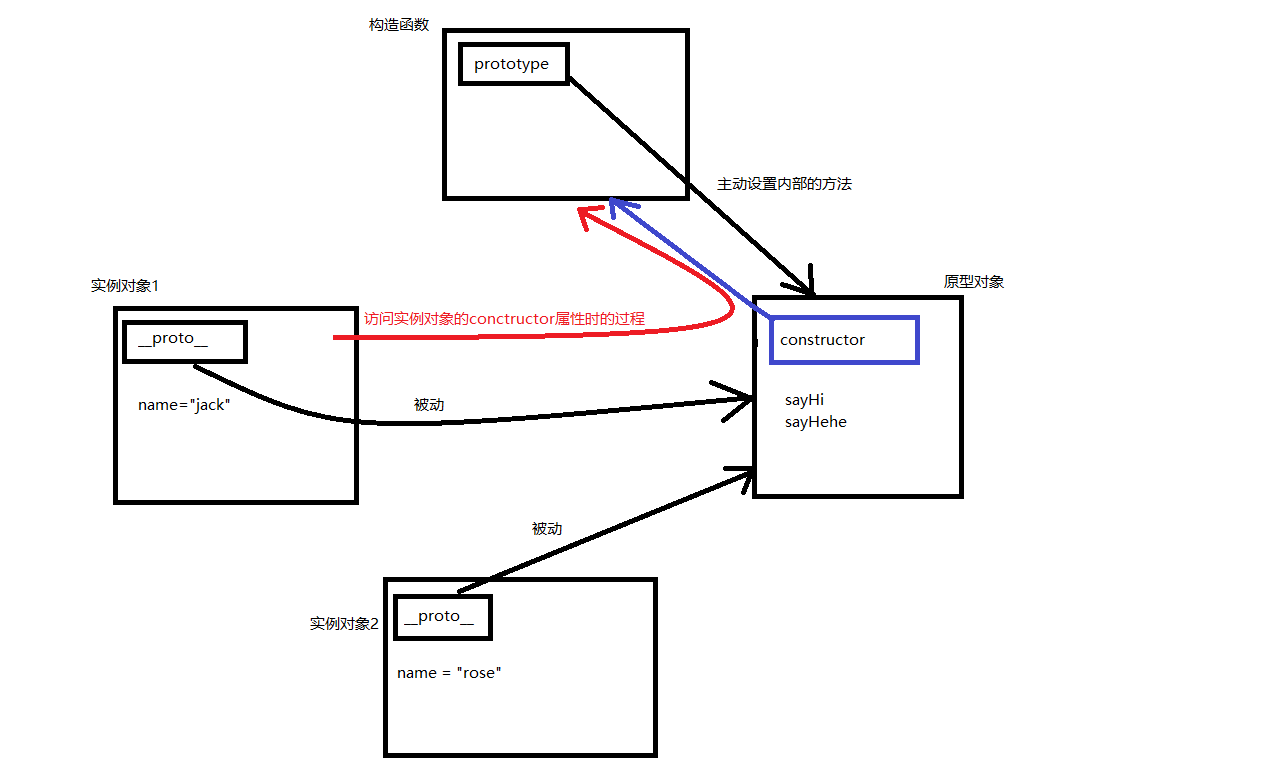 构造函数
prototype
主动设置内部的方法
实例对象1
原型对象
__proto__
访问实例对象的conctructor属性时的过程
constructor
name="jack"
被动
sayHi
sayHehe
被动
实例对象2
__proto__
name = "rose"